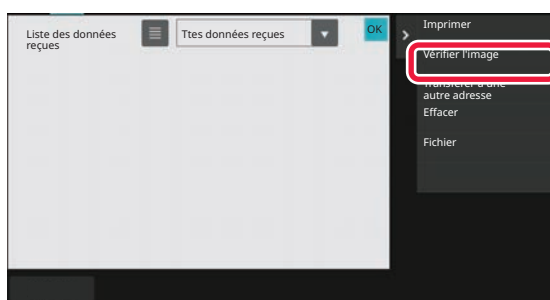 Liste des données
reçues
Ttes données reçues
OK
Imprimer
Vérifier l'image
Transférer à une
autre adresse
Effacer
Fichier